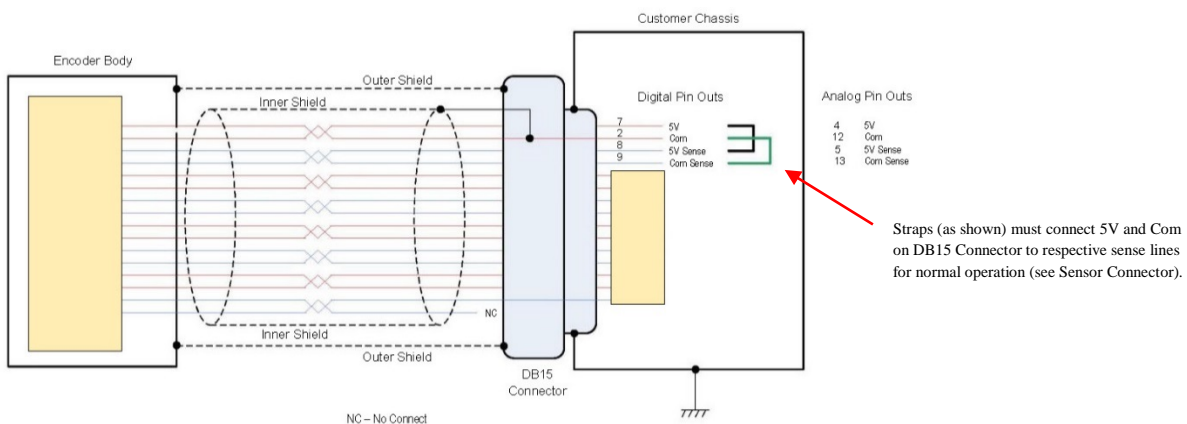 Customer Chassis
Encoder Body
Outer Shield
Inner Shield
Digital Pin Outs
Analog Pin Outs
7 5V
2 Com
8 5V Sense
9 Com Sense
4 5V
12 Com
5 5V Sense
13 Com Sense
Straps (as shown) must connect 5V and Com
on DB15 Connector to respective sense lines
for normal operation (see Sensor Connector).
NC
Inner Shield
Outer Shield
DB15
Connector
NC – No Connect